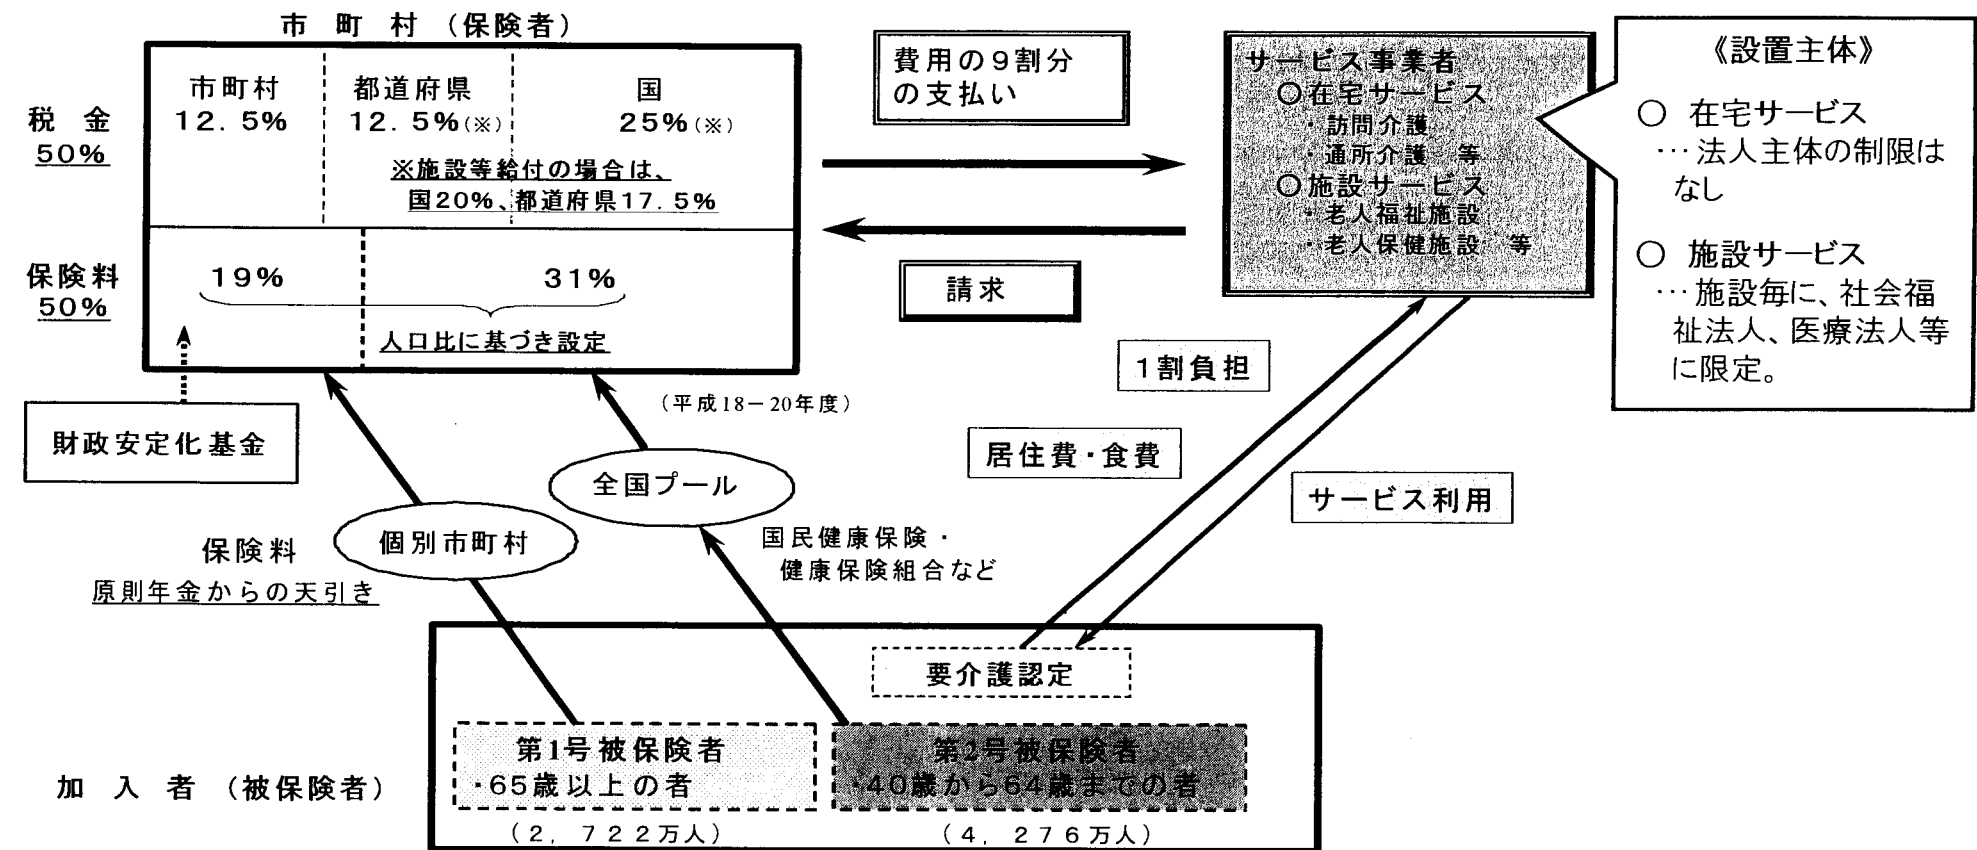 市 町 村 (保険者)
税 金
50%
市町村
12.5%
都道府県
12.5%(※)
国
25%(※)
※施設等給付の場合は、
国20%、都道府県17.5%
保険料
50%
19%
31%
人口比に基づき設定
財政安定化基金
費用の9割分
の支払い
請求
サービス事業者
○在宅サービス
・訪問介護
・通所介護 等
○施設サービス
・老人福祉施設
・老人保健施設 等
《設置主体》
○ 在宅サービス
…法人主体の制限は
なし
○ 施設サービス
…施設毎に、社会福
祉法人、医療法人等
に限定。
1割負担
居住費・食費
サービス利用
(平成18-20年度)
全国プール
個別市町村
保険料
原則年金からの天引き
国民健康保険・
健康保険組合など
要介護認定
加 入 者 (被保険者)
第1号被保険者
・65歳以上の者
(2,722万人)
第2号被保険者
・40歳から64歳までの者
(4,276万人)